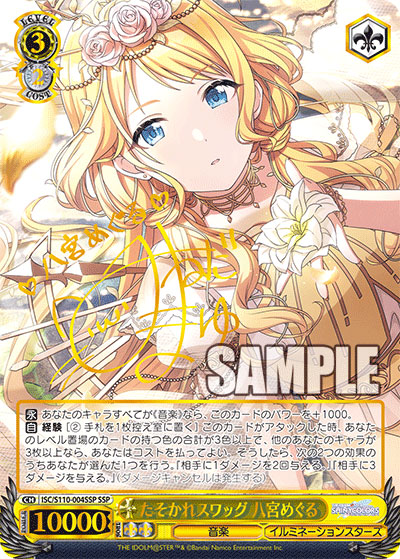 LEVEL
3
2
COST
八宮めぐる
SAMPLE
永 あなたのキャラすべてが《音楽》なら、このカードのパワーを+1000。
自 経験 [② 手札を1枚控え室に置く] このカードがアタックした時、あなたのレベル置場のカードの持つ色の合計が3色以上で、他のあなたのキャラが
3枚以上なら、あなたはコストを払ってよい。そうしたら、次の2つの効果の
うちあなたが選んだ1つを行う。『相手に1ダメージを2回与える。』『相手に3
ダメージを与える。』(ダメージキャンセルは発生する)
CH ISC/S110-004SSP SSP
たそかれスワッグ 八宮めぐる
SHINYCOLORS
POWER
10000
SOUL
音楽
イルミネーションスターズ
THE IDOLM@STER™& ©Bandai Namco Entertainment Inc.